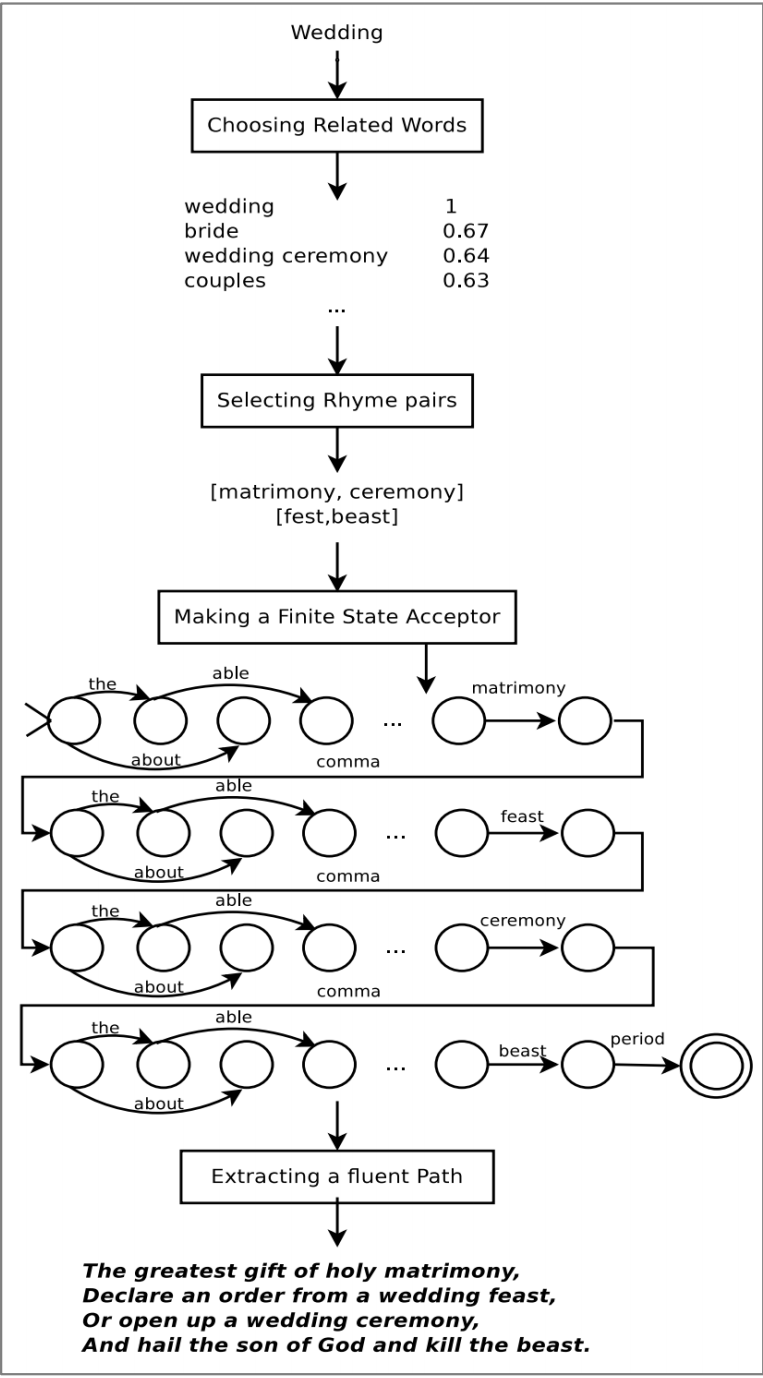 Wedding
Choosing Related Words
wedding 1
bride 0.67
wedding ceremony 0.64
couples 0.63
...
Selecting Rhyme pairs
[matrimony, ceremony]
[fest,beast]
Making a Finite State Acceptor
the able matrimony
...
about comma
the able feast
...
about comma
the able ceremony
...
about comma
the able beast period
...
about
Extracting a fluent Path
The greatest gift of holy matrimony,
Declare an order from a wedding feast,
Or open up a wedding ceremony,
And hail the son of God and kill the beast.